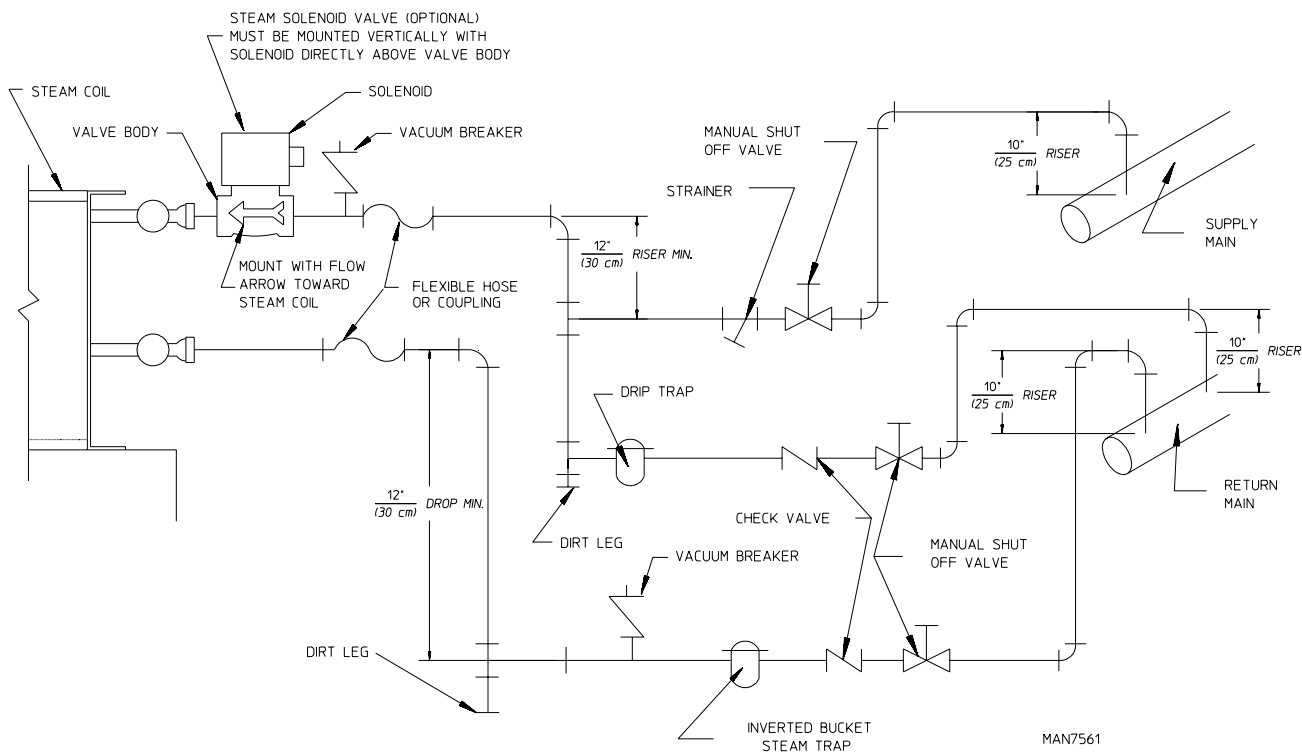 STEAM SOLENOID VALVE (OPTIONAL)
MUST BE MOUNTED VERTICALLY WITH
SOLENOID DIRECTLY ABOVE VALVE BODY
STEAM COIL
SOLENOID
VALVE BODY
VACUUM BREAKER
MANUAL SHUT
OFF VALVE
10"
(25 cm) RISER
STRAINER
SUPPLY
MAIN
12"
(30 cm) RISER MIN.
MOUNT WITH FLOW
ARROW TOWARD
STEAM COIL
FLEXIBLE HOSE
OR COUPLING
10"
(25 cm) RISER
10"
(25 cm) RISER
DRIP TRAP
RETURN
MAIN
12"
(30 cm) DROP MIN.
CHECK VALVE
DIRT LEG
MANUAL SHUT
OFF VALVE
VACUUM BREAKER
DIRT LEG
INVERTED BUCKET
STEAM TRAP
MAN7561